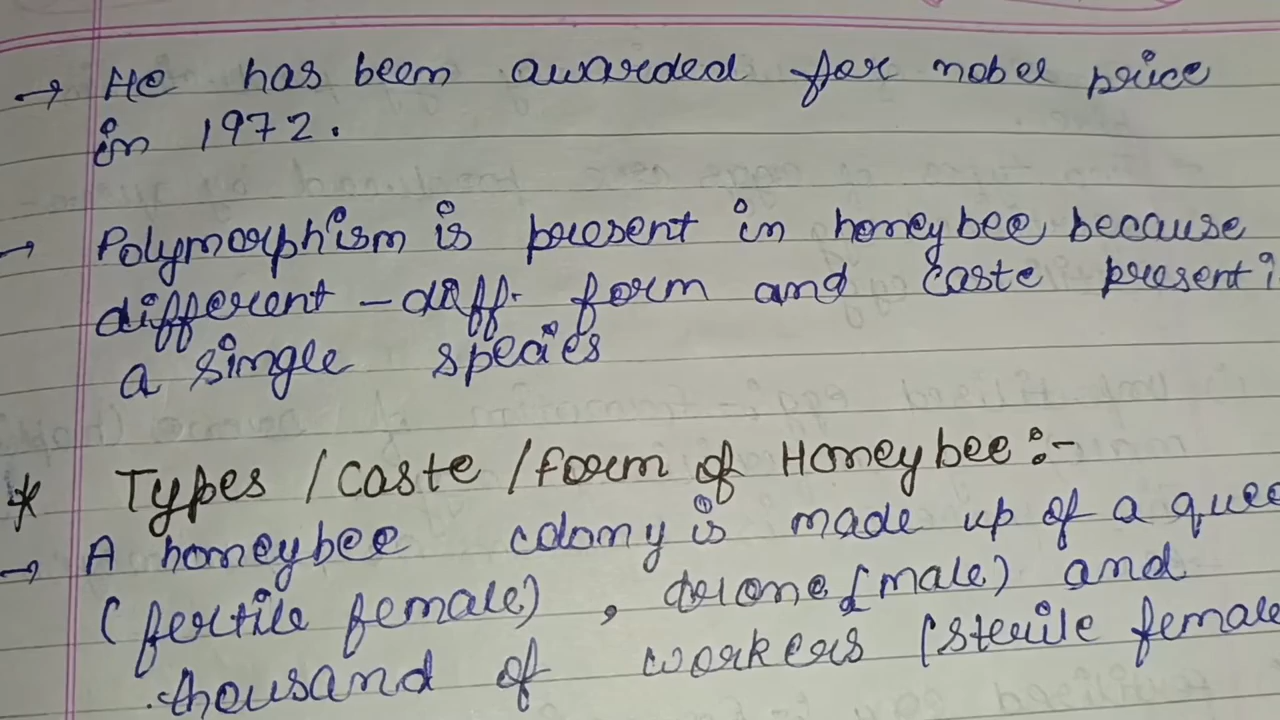 → He has been awarded for nobel price
in 1972.
→ Polymorphism is present in honeybee, because
different - diff. form and caste present i
a single species
* Types / Caste / form of Honeybee :-
→ A honeybee colony is made up of a quee
(fertile female), drone (male) and
thousand of workers (sterile female